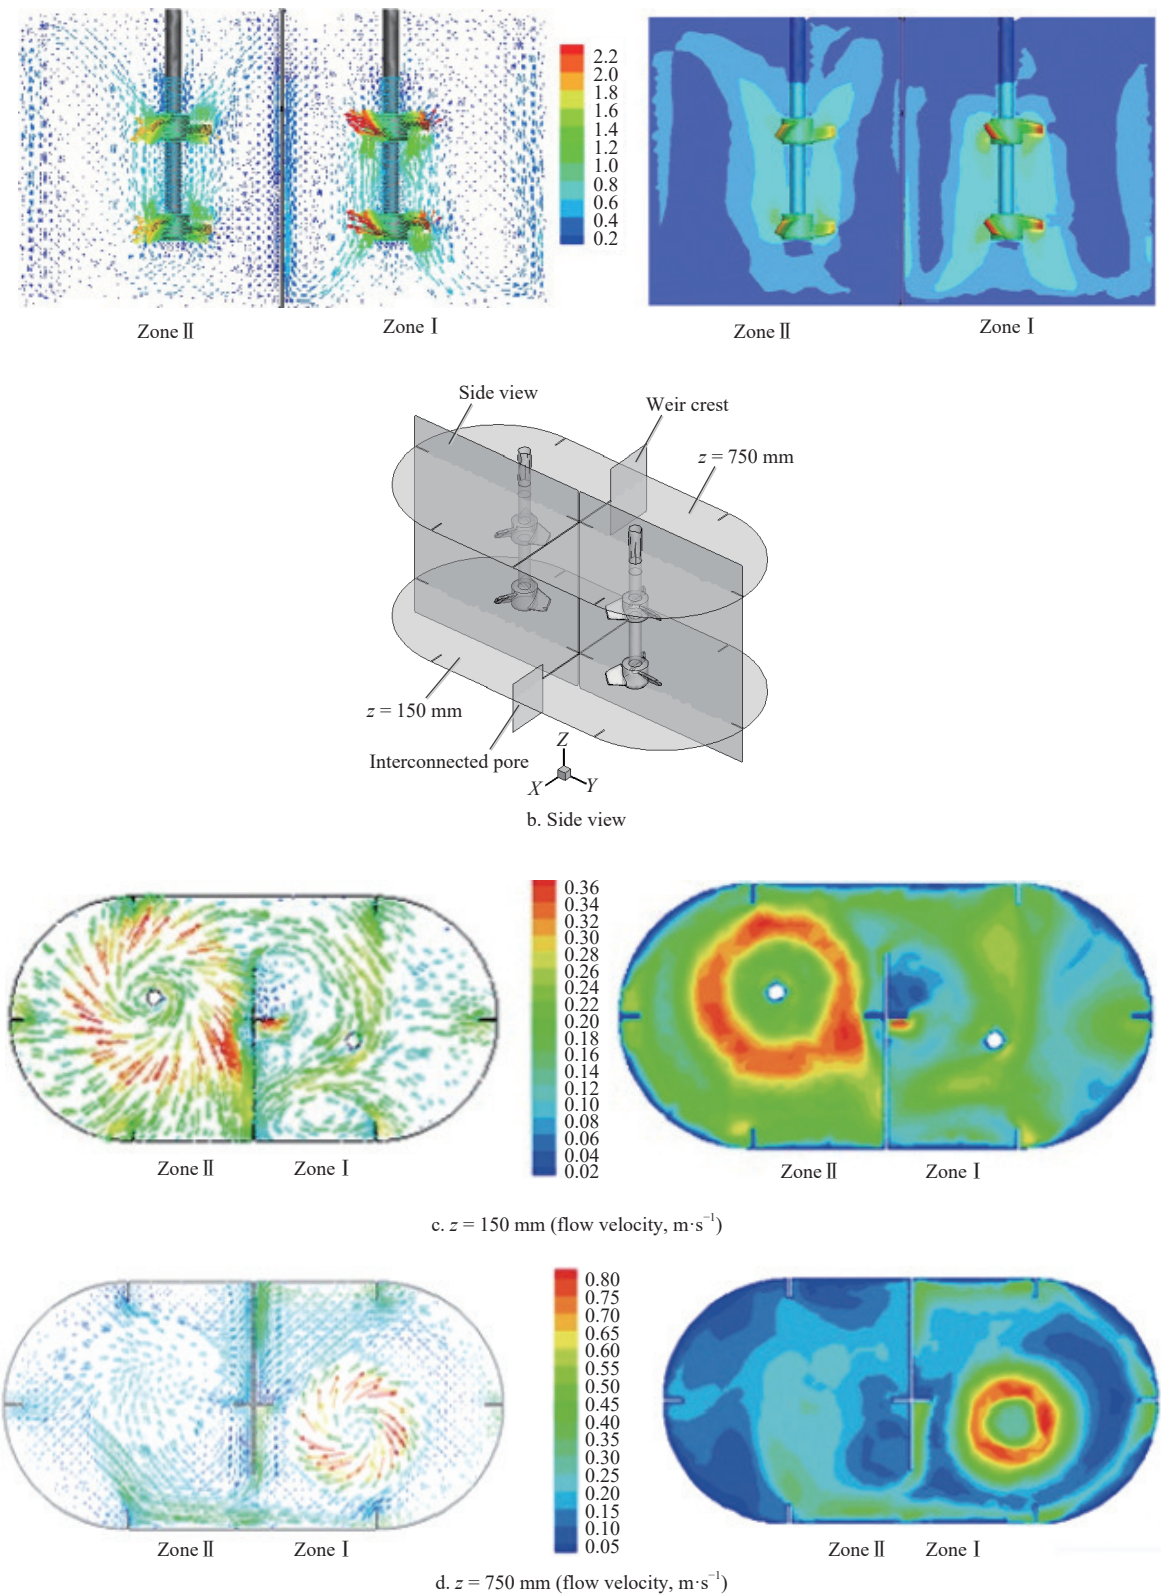 2.2
2.0
1.8
1.6
1.4
1.2
1.0
0.8
0.6
0.4
0.2
Zone Ⅱ
Zone Ⅰ
Zone Ⅱ
Zone Ⅰ
Side view
Weir crest
z = 750 mm
z = 150 mm
Interconnected pore
Z
X
Y
b. Side view
0.36
0.34
0.32
0.30
0.28
0.26
0.24
0.22
0.20
0.18
0.16
0.14
0.12
0.10
0.08
0.06
0.04
0.02
Zone Ⅱ
Zone Ⅰ
Zone Ⅱ
Zone Ⅰ
c. z = 150 mm (flow velocity, m·s⁻¹)
0.80
0.75
0.70
0.65
0.60
0.55
0.50
0.45
0.40
0.35
0.30
0.25
0.20
0.15
0.10
0.05
Zone Ⅱ
Zone Ⅰ
Zone Ⅱ
Zone Ⅰ
d. z = 750 mm (flow velocity, m·s⁻¹)